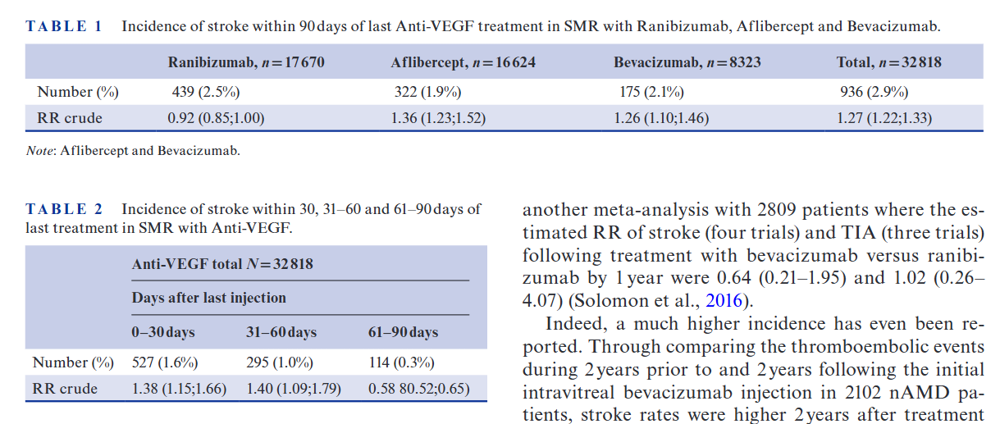 TABLE 1 Incidence of stroke within 90 days of last Anti-VEGF treatment in SMR with Ranibizumab, Aflibercept and Bevacizumab.
Ranibizumab, n=17670 Aflibercept, n=16624 Bevacizumab, n=8323 Total, n=32818
Number (%) 439 (2.5%) 322 (1.9%) 175 (2.1%) 936 (2.9%)
RR crude 0.92 (0.85;1.00) 1.36 (1.23;1.52) 1.26 (1.10;1.46) 1.27 (1.22;1.33)
Note: Aflibercept and Bevacizumab.
TABLE 2 Incidence of stroke within 30, 31–60 and 61–90 days of
last treatment in SMR with Anti-VEGF.
Anti-VEGF total N=32818
Days after last injection
0–30 days 31–60 days 61–90 days
Number (%) 527 (1.6%) 295 (1.0%) 114 (0.3%)
RR crude 1.38 (1.15;1.66) 1.40 (1.09;1.79) 0.58 80.52;0.65)
another meta-analysis with 2809 patients where the es-
timated RR of stroke (four trials) and TIA (three trials)
following treatment with bevacizumab versus ranibi-
zumab by 1 year were 0.64 (0.21–1.95) and 1.02 (0.26–
4.07) (Solomon et al., 2016).
Indeed, a much higher incidence has even been re-
ported. Through comparing the thromboembolic events
during 2 years prior to and 2 years following the initial
intravitreal bevacizumab injection in 2102 nAMD pa-
tients, stroke rates were higher 2 years after treatment